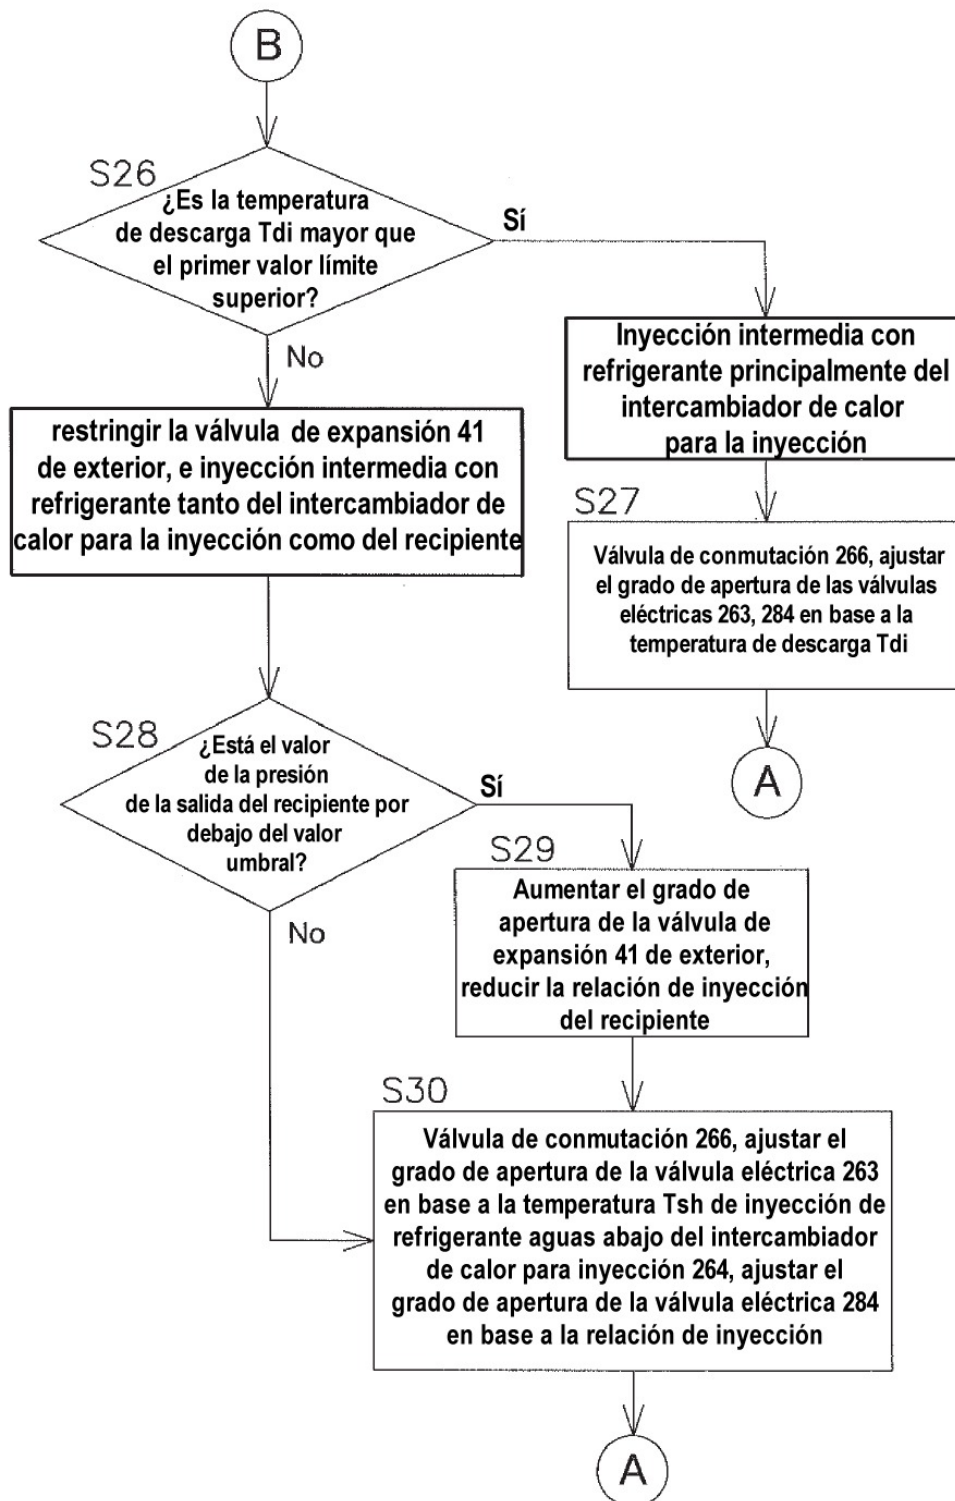 B
S26
¿Es la temperatura
de descarga Tdi mayor que
el primer valor límite
superior?
Sí
No
Inyección intermedia con
refrigerante principalmente del
intercambiador de calor
para la inyección
restringir la válvula de expansión 41
de exterior, e inyección intermedia con
refrigerante tanto del intercambiador de
calor para la inyección como del recipiente
S27
Válvula de conmutación 266, ajustar
el grado de apertura de las válvulas
eléctricas 263, 284 en base a la
temperatura de descarga Tdi
A
S28
¿Está el valor
de la presión
de la salida del recipiente por
debajo del valor
umbral?
Sí
No
S29
Aumentar el grado de
apertura de la válvula de
expansión 41 de exterior,
reducir la relación de inyección
del recipiente
S30
Válvula de conmutación 266, ajustar el
grado de apertura de la válvula eléctrica 263
en base a la temperatura Tsh de inyección de
refrigerante aguas abajo del intercambiador
de calor para inyección 264, ajustar el
grado de apertura de la válvula eléctrica 284
en base a la relación de inyección
A